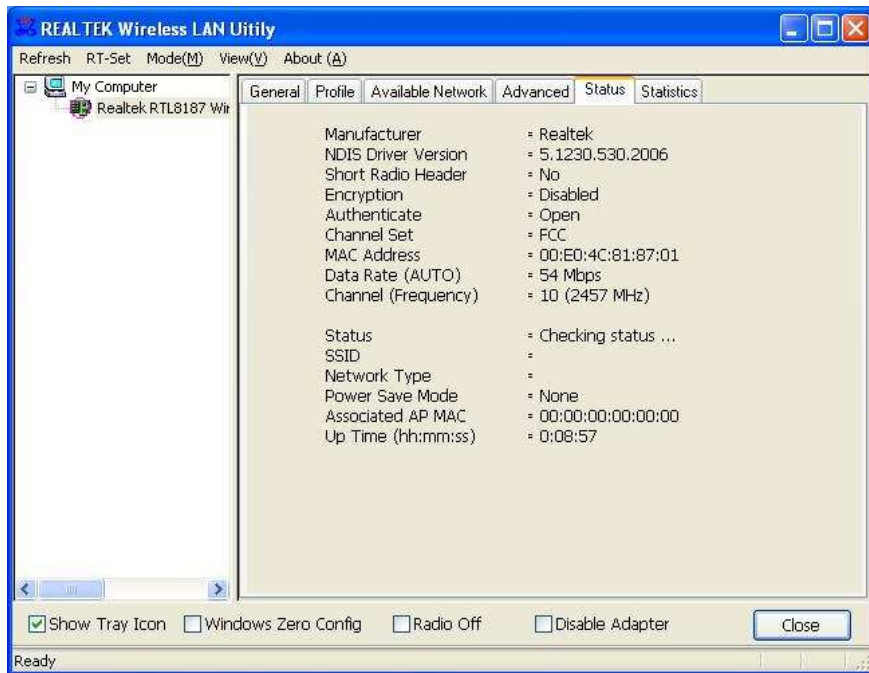 REALTEK Wireless LAN Uitily
Refresh RT-Set Mode(M) View(V) About (A)
My Computer
Realtek RTL8187 Wir
General Profile Available Network Advanced Status Statistics
Manufacturer = Realtek
NDIS Driver Version = 5.1230.530.2006
Short Radio Header = No
Encryption = Disabled
Authenticate = Open
Channel Set = FCC
MAC Address = 00:E0:4C:81:87:01
Data Rate (AUTO) = 54 Mbps
Channel (Frequency) = 10 (2457 MHz)
Status = Checking status ...
SSID =
Network Type =
Power Save Mode = None
Associated AP MAC = 00:00:00:00:00:00
Up Time (hh:mm:ss) = 0:08:57
Show Tray Icon Windows Zero Config Radio Off Disable Adapter Close
Ready